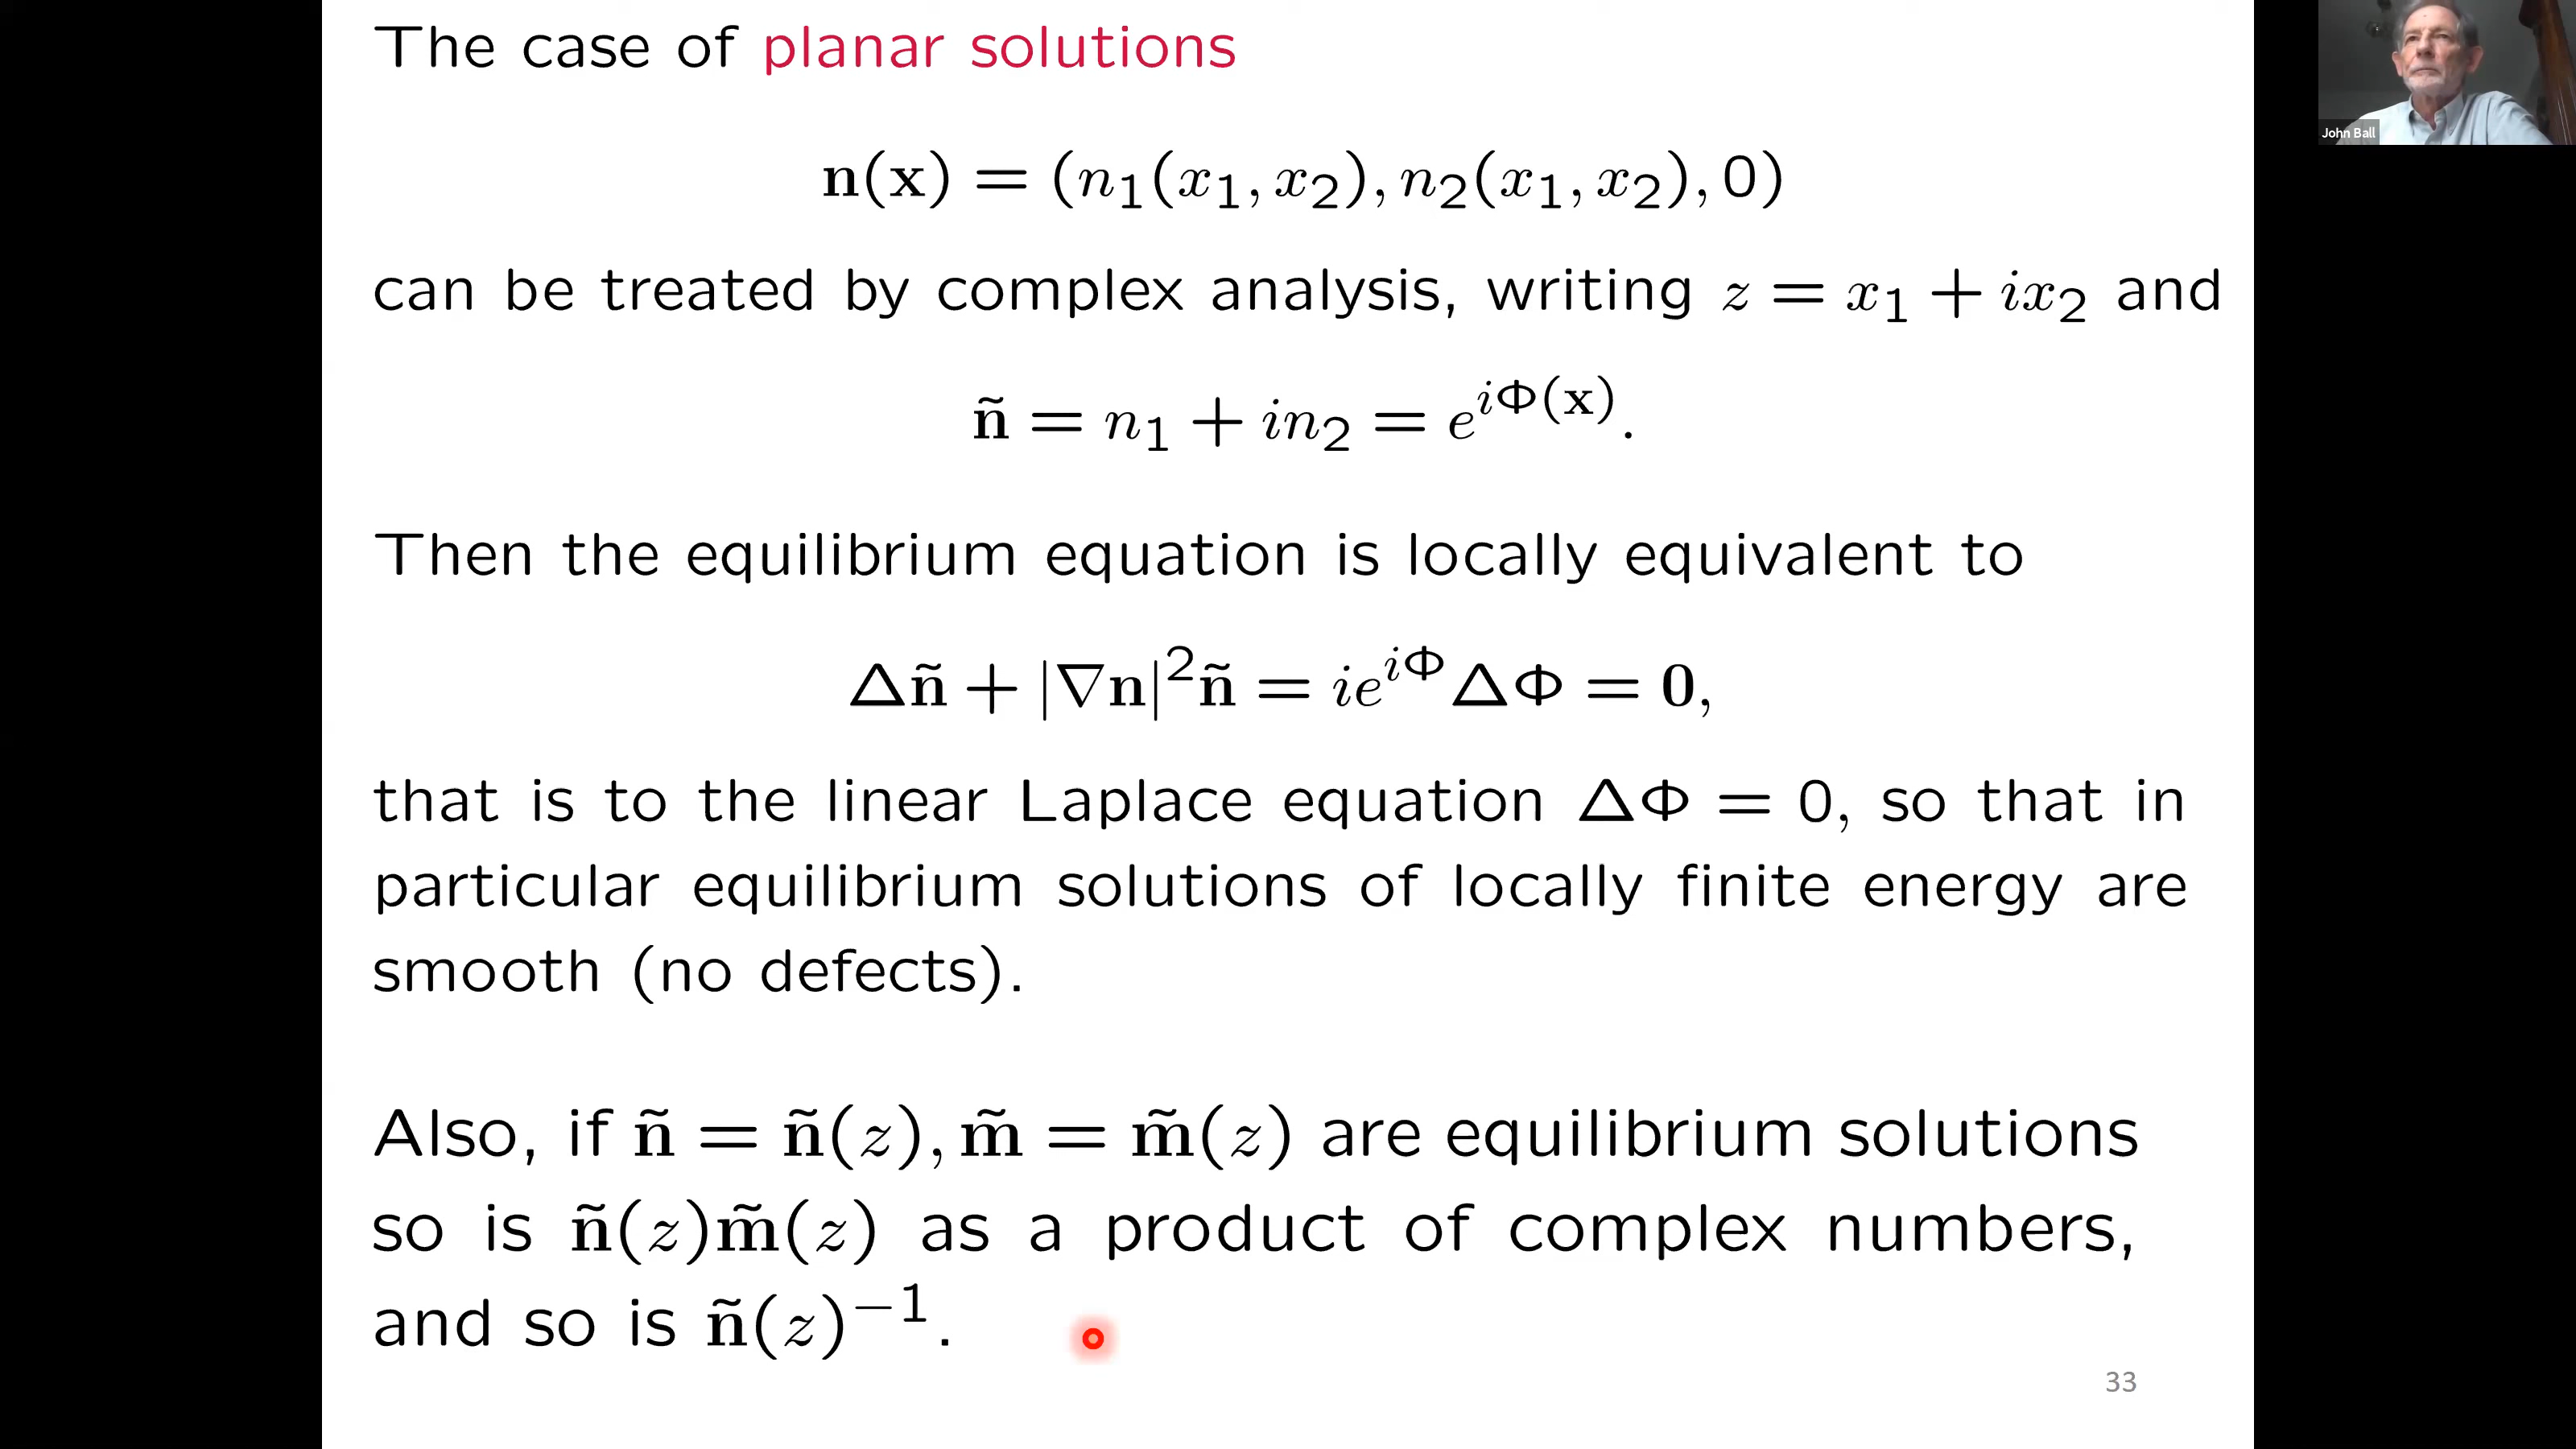 The case of planar solutions
John Ball
n(x) = (n₁(x₁, x₂), n₂(x₁, x₂), 0)
can be treated by complex analysis, writing z = x₁ + ix₂ and
ñ = n₁ + in₂ = e^{iΦ(x)}.
Then the equilibrium equation is locally equivalent to
Δñ + |∇n|²ñ = ie^{iΦ}ΔΦ = 0,
that is to the linear Laplace equation ΔΦ = 0, so that in
particular equilibrium solutions of locally finite energy are
smooth (no defects).
Also, if ñ = ñ(z), m̃ = m̃(z) are equilibrium solutions
so is ñ(z)m̃(z) as a product of complex numbers,
and so is ñ(z)⁻¹.
33